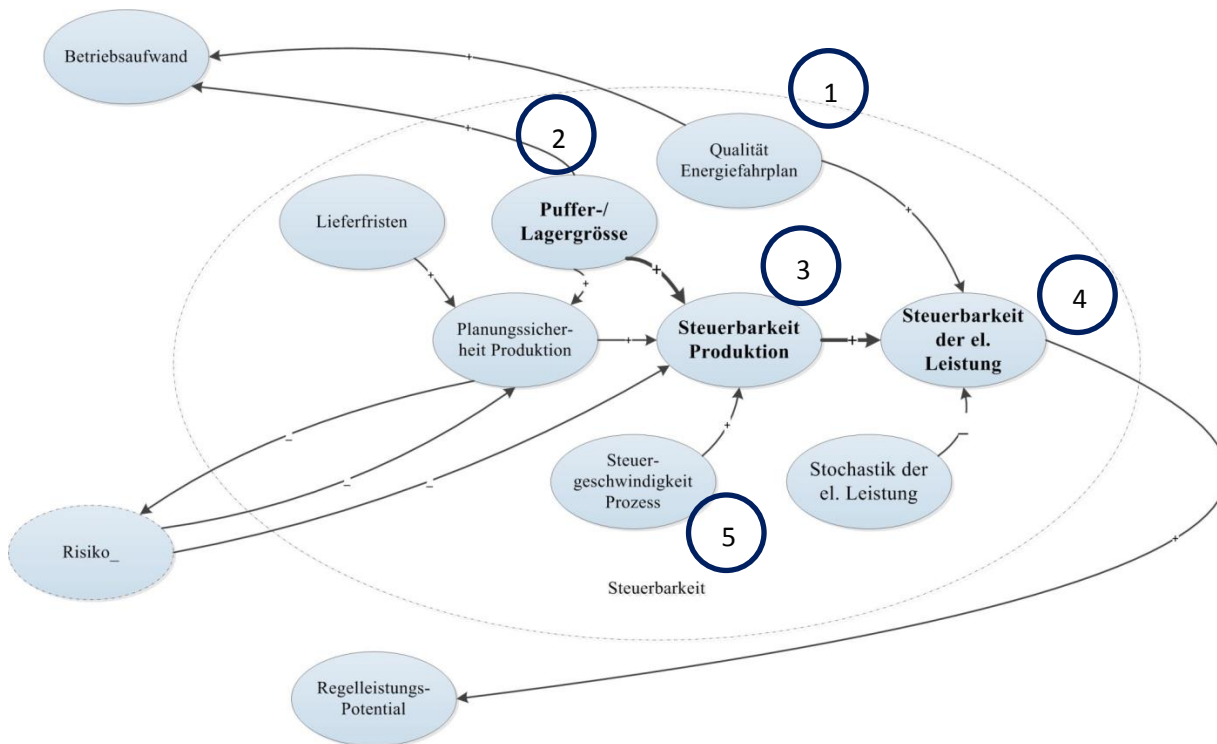 Betriebsaufwand
+
1
+
2
Qualität
Energiefahrplan
Lieferfristen
Puffer-/
Lagergrösse
+
+
+
+
3
4
Planungssicher-
heit Produktion
+
Steuerbarkeit
Produktion
+
Steuerbarkeit
der el.
Leistung
+
–
–
–
–
Steuer-
geschwindigkeit
Prozess
Stochastik der
el. Leistung
5
Risiko_
+
Steuerbarkeit
Regelleistungs-
Potential